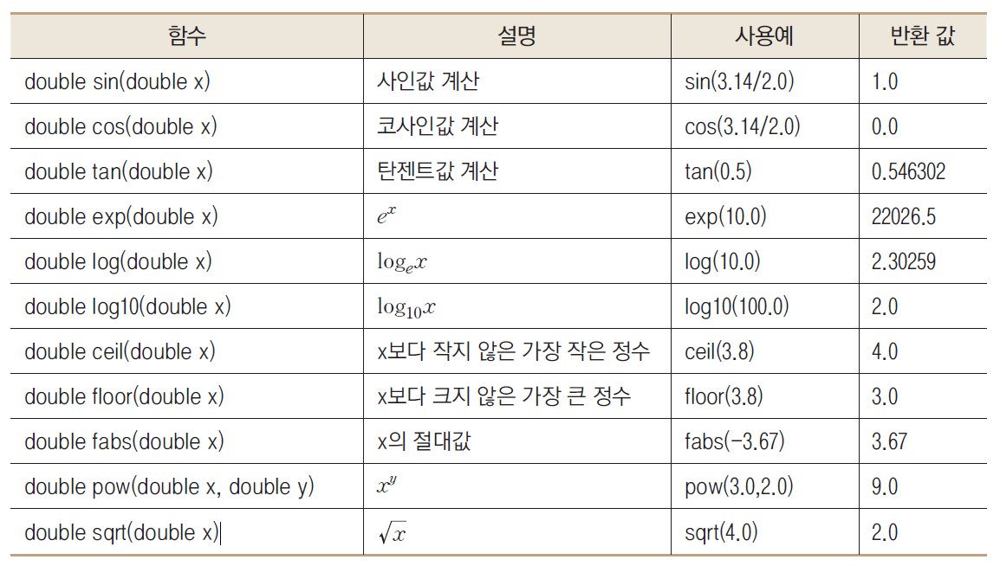 함수 설명 사용예 반환 값
double sin(double x) 사인값 계산 sin(3.14/2.0) 1.0
double cos(double x) 코사인값 계산 cos(3.14/2.0) 0.0
double tan(double x) 탄젠트값 계산 tan(0.5) 0.546302
double exp(double x) eˣ exp(10.0) 22026.5
double log(double x) logₑx log(10.0) 2.30259
double log10(double x) log₁₀x log10(100.0) 2.0
double ceil(double x) x보다 작지 않은 가장 작은 정수 ceil(3.8) 4.0
double floor(double x) x보다 크지 않은 가장 큰 정수 floor(3.8) 3.0
double fabs(double x) x의 절대값 fabs(-3.67) 3.67
double pow(double x, double y) xʸ pow(3.0,2.0) 9.0
double sqrt(double x) √x sqrt(4.0) 2.0